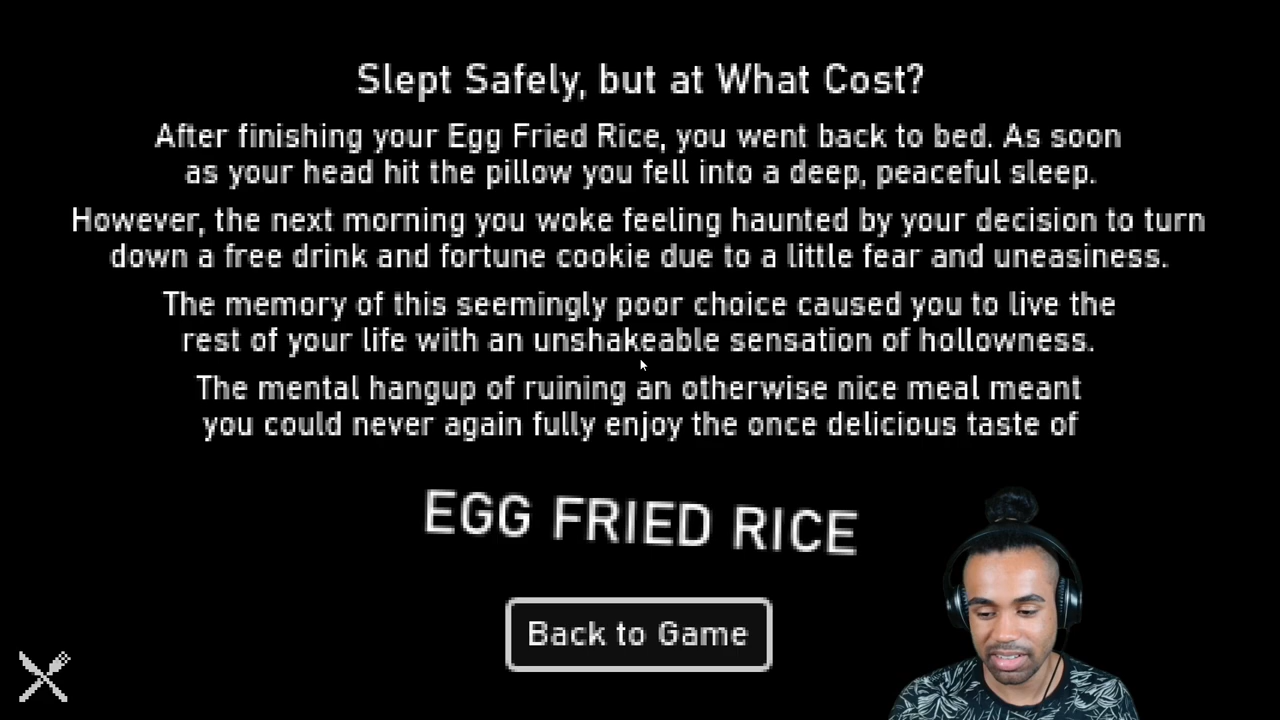 Slept Safely, but at What Cost?
After finishing your Egg Fried Rice, you went back to bed. As soon
as your head hit the pillow you fell into a deep, peaceful sleep.
However, the next morning you woke feeling haunted by your decision to turn
down a free drink and fortune cookie due to a little fear and uneasiness.
The memory of this seemingly poor choice caused you to live the
rest of your life with an unshakeable sensation of hollowness.
The mental hangup of ruining an otherwise nice meal meant
you could never again fully enjoy the once delicious taste of
EGG FRIED RICE
Back to Game